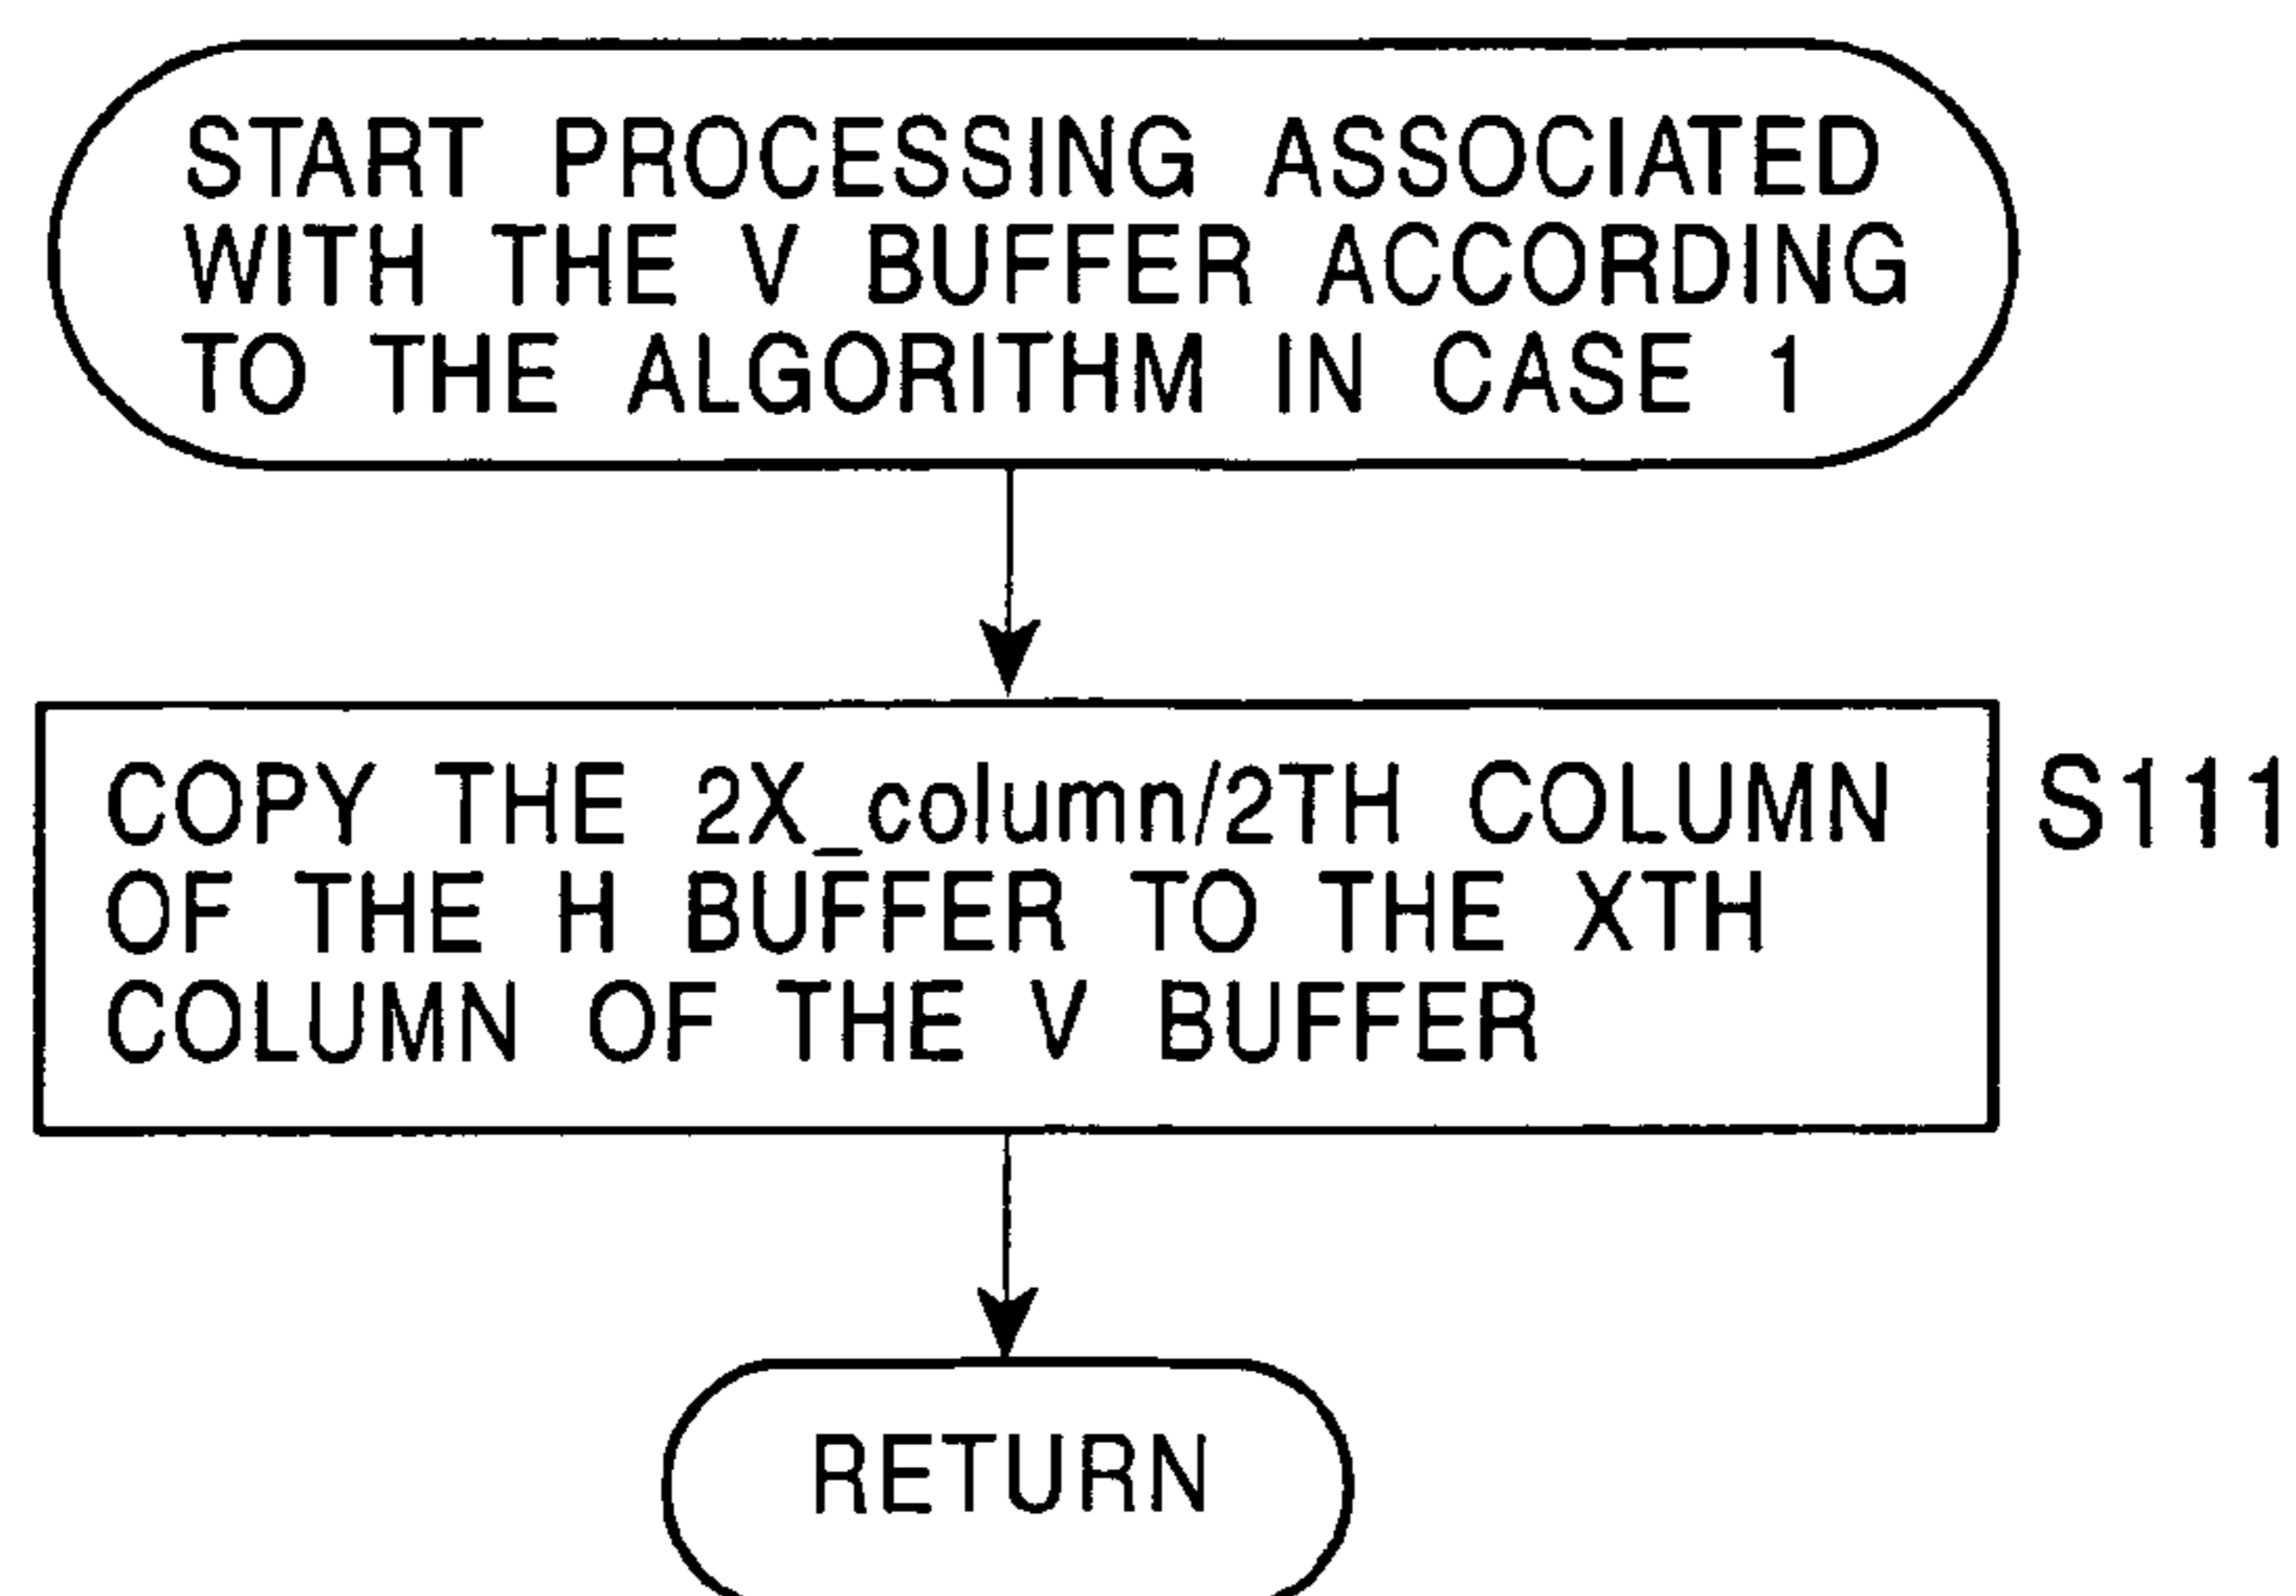 START PROCESSING ASSOCIATED
WITH THE V BUFFER ACCORDING
TO THE ALGORITHM IN CASE 1
COPY THE 2X_column/2TH COLUMN
OF THE H BUFFER TO THE XTH
COLUMN OF THE V BUFFER
S111
RETURN